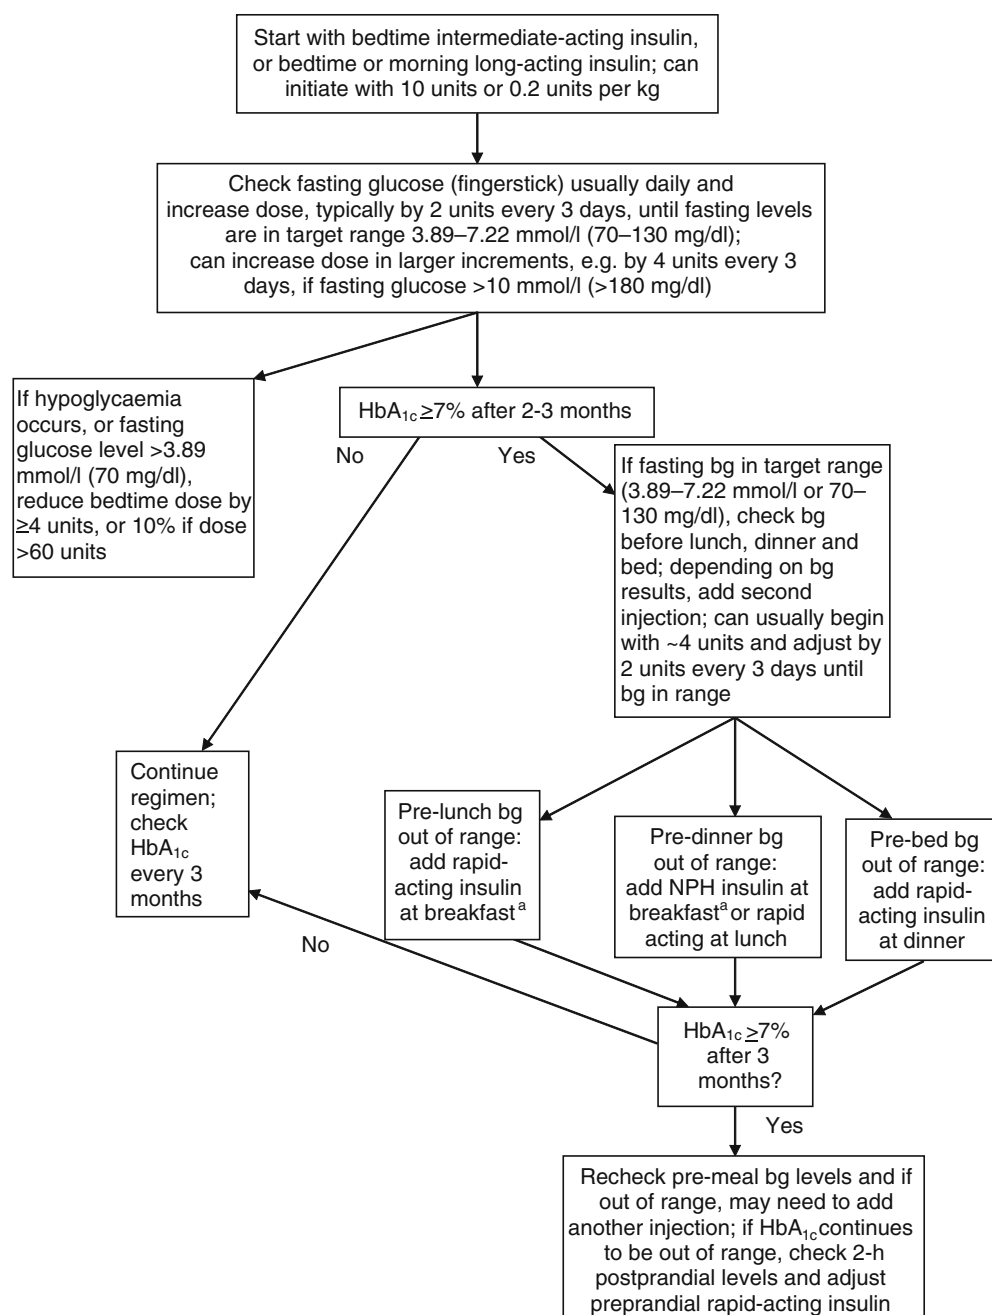 Start with bedtime intermediate-acting insulin,
or bedtime or morning long-acting insulin; can
initiate with 10 units or 0.2 units per kg
Check fasting glucose (fingerstick) usually daily and
increase dose, typically by 2 units every 3 days, until fasting levels
are in target range 3.89–7.22 mmol/l (70–130 mg/dl);
can increase dose in larger increments, e.g. by 4 units every 3
days, if fasting glucose >10 mmol/l (>180 mg/dl)
If hypoglycaemia
occurs, or fasting
glucose level >3.89
mmol/l (70 mg/dl),
reduce bedtime dose by
≥4 units, or 10% if dose
>60 units
HbA1c ≥7% after 2-3 months
No
Yes
If fasting bg in target range
(3.89–7.22 mmol/l or 70–
130 mg/dl), check bg
before lunch, dinner and
bed; depending on bg
results, add second
injection; can usually begin
with ~4 units and adjust by
2 units every 3 days until
bg in range
Continue
regimen;
check
HbA1c
every 3
months
Pre-lunch bg
out of range:
add rapid-
acting insulin
at breakfast a
Pre-dinner bg
out of range:
add NPH insulin at
breakfast a or rapid
acting at lunch
Pre-bed bg
out of range:
add rapid-
acting insulin
at dinner
No
HbA1c ≥7%
after 3
months?
Yes
Recheck pre-meal bg levels and if
out of range, may need to add
another injection; if HbA1c continues
to be out of range, check 2-h
postprandial levels and adjust
preprandial rapid-acting insulin